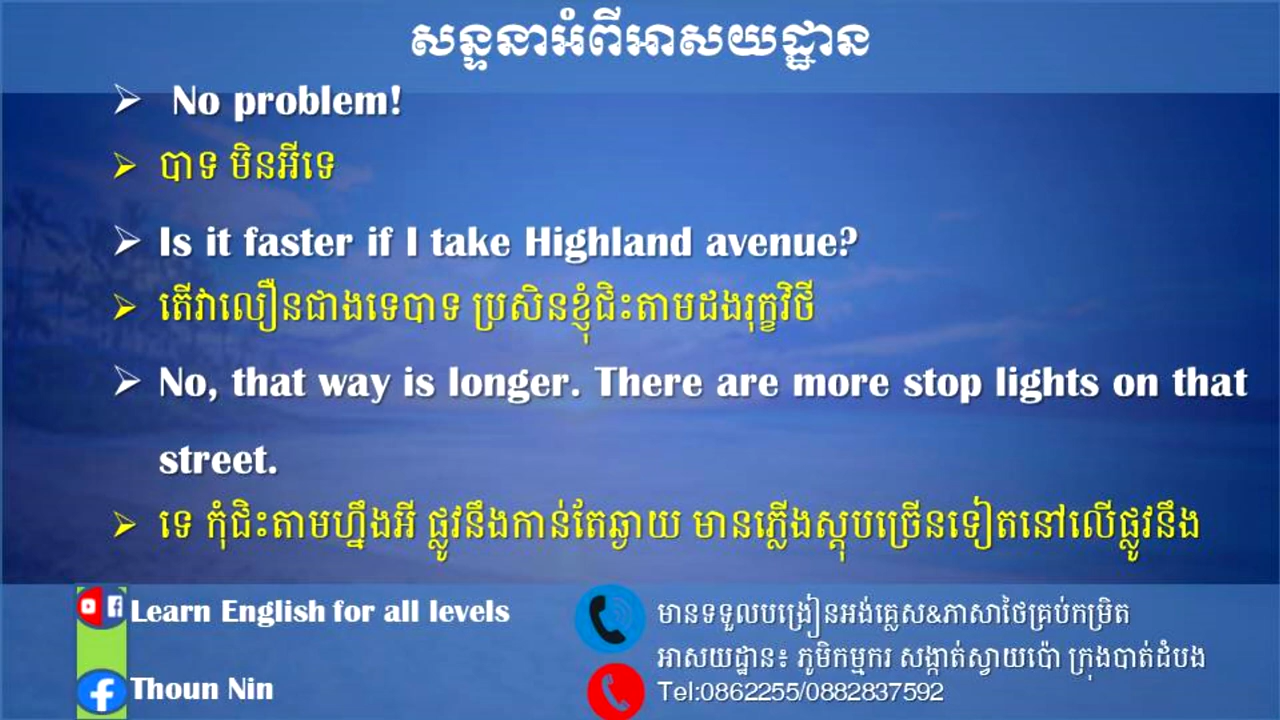 សន្ទនាអំពីអាសយដ្ឋាន
➢ No problem!
➢ បាទ មិនអីទេ
➢ Is it faster if I take Highland avenue?
➢ តើវាលឿនជាងទេបាទ ប្រសិនខ្ញុំជិះតាមដងរុក្ខវិថី
➢ No, that way is longer. There are more stop lights on that
street.
➢ ទេ កុំជិះតាមហ្នឹងអី ផ្លូវនឹងកាន់តែឆ្ងាយ មានភ្លើងស្តុបច្រើនទៀតនៅលើផ្លូវនឹង
Learn English for all levels
Thoun Nin
មានទទួលបង្រៀនអង់គ្លេស&ភាសាថៃគ្រប់កម្រិត
អាសយដ្ឋាន៖ ភូមិកម្មករ សង្កាត់ស្វាយប៉ោ ក្រុងបាត់ដំបង
Tel:0862255/0882837592